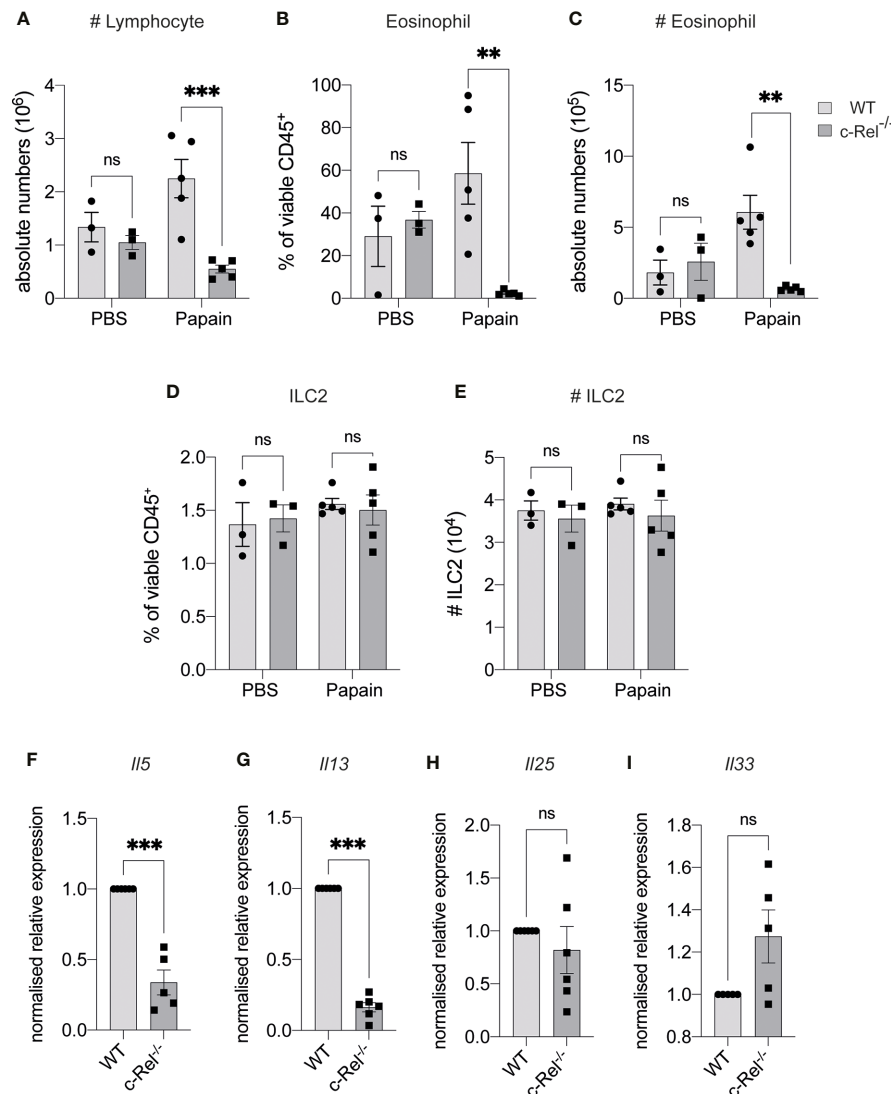 A # Lymphocyte
absolute numbers (10⁶)
4
3
2
1
0
ns
***
PBS Papain
B Eosinophil
% of viable CD45⁺
100
80
60
40
20
0
ns
**
PBS Papain
C # Eosinophil
absolute numbers (10⁵)
15
10
5
0
ns
**
PBS Papain
WT
c-Rel⁻/⁻
D ILC2
% of viable CD45⁺
2.0
1.5
1.0
0.5
0.0
ns
ns
PBS Papain
E # ILC2
# ILC2 (10⁴)
5
4
3
2
1
0
ns
ns
PBS Papain
F Il5
normalised relative expression
1.5
1.0
0.5
0.0
***
WT
c-Rel⁻/⁻
G Il13
normalised relative expression
1.5
1.0
0.5
0.0
***
WT
c-Rel⁻/⁻
H Il25
normalised relative expression
2.0
1.5
1.0
0.5
0.0
ns
WT
c-Rel⁻/⁻
I Il33
normalised relative expression
1.8
1.6
1.4
1.2
1.0
0.8
ns
WT
c-Rel⁻/⁻